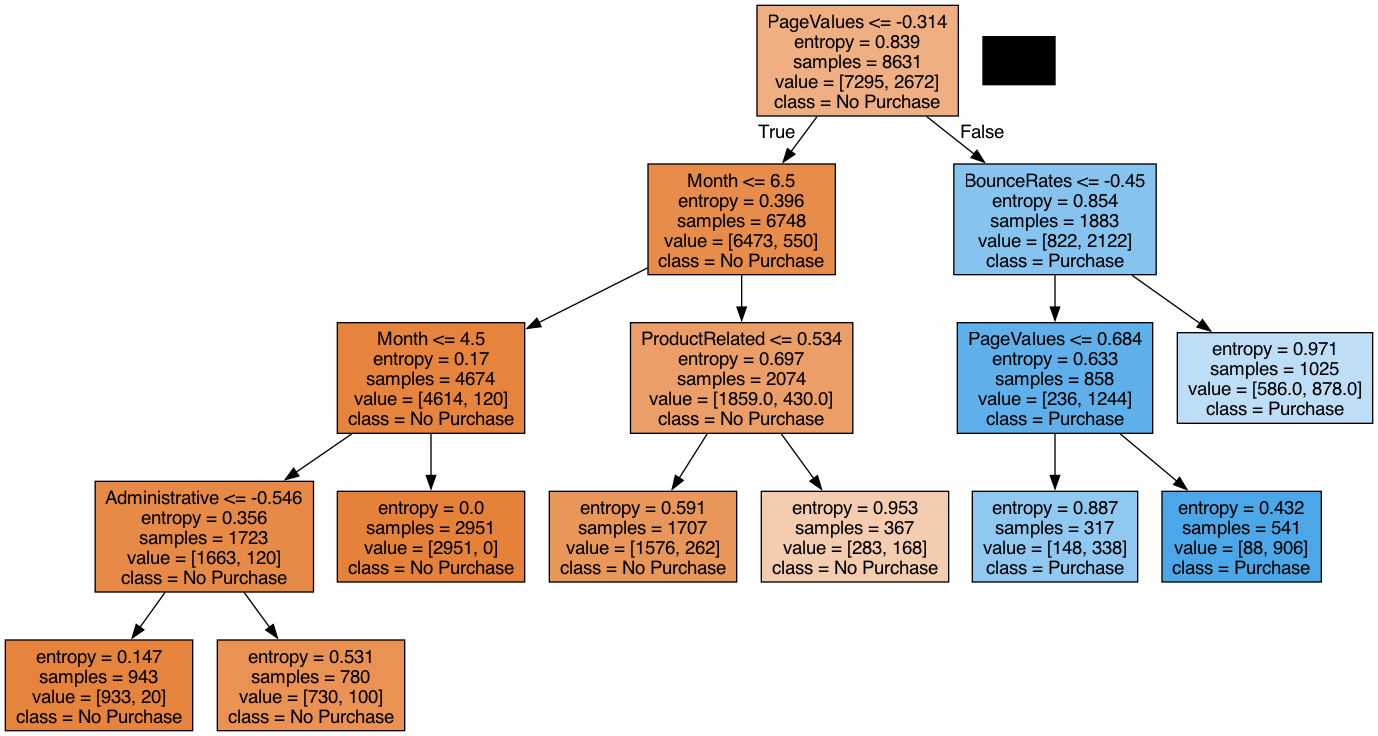 PageValues <= -0.314
entropy = 0.839
samples = 8631
value = [7295, 2672]
class = No Purchase
True
False
Month <= 6.5
entropy = 0.396
samples = 6748
value = [6473, 550]
class = No Purchase
BounceRates <= -0.45
entropy = 0.854
samples = 1883
value = [822, 2122]
class = Purchase
Month <= 4.5
entropy = 0.17
samples = 4674
value = [4614, 120]
class = No Purchase
ProductRelated <= 0.534
entropy = 0.697
samples = 2074
value = [1859.0, 430.0]
class = No Purchase
PageValues <= 0.684
entropy = 0.633
samples = 858
value = [236, 1244]
class = Purchase
entropy = 0.971
samples = 1025
value = [586.0, 878.0]
class = Purchase
Administrative <= -0.546
entropy = 0.356
samples = 1723
value = [1663, 120]
class = No Purchase
entropy = 0.0
samples = 2951
value = [2951, 0]
class = No Purchase
entropy = 0.591
samples = 1707
value = [1576, 262]
class = No Purchase
entropy = 0.953
samples = 367
value = [283, 168]
class = No Purchase
entropy = 0.887
samples = 317
value = [148, 338]
class = Purchase
entropy = 0.432
samples = 541
value = [88, 906]
class = Purchase
entropy = 0.147
samples = 943
value = [933, 20]
class = No Purchase
entropy = 0.531
samples = 780
value = [730, 100]
class = No Purchase